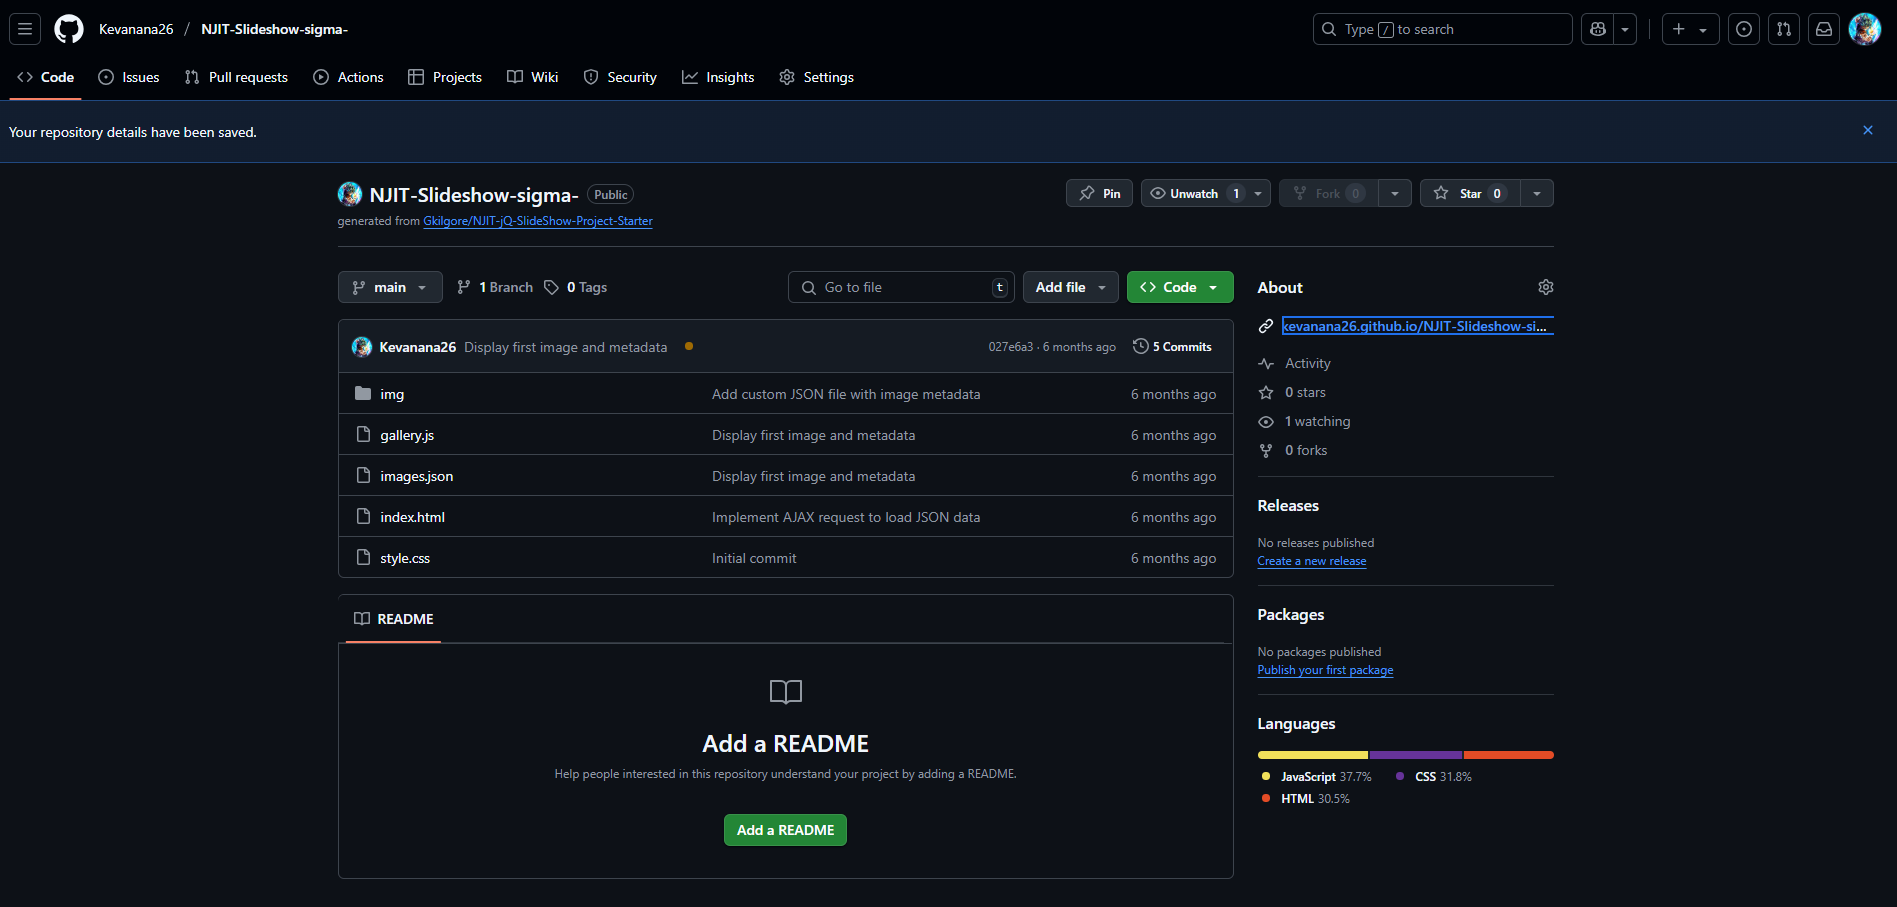 Kevanana26 / NJIT-Slideshow-sigma-
Type / to search
Code Issues Pull requests Actions Projects Wiki Security Insights Settings
Your repository details have been saved.
NJIT-Slideshow-sigma- Public
Pin Unwatch 1 Fork 0 Star 0
generated from Gkilgore/NJIT-jQ-SlideShow-Project-Starter
main 1 Branch 0 Tags Go to file t Add file Code
Kevanana26 Display first image and metadata 027e6a3 · 6 months ago 5 Commits
img Add custom JSON file with image metadata 6 months ago
gallery.js Display first image and metadata 6 months ago
images.json Display first image and metadata 6 months ago
index.html Implement AJAX request to load JSON data 6 months ago
style.css Initial commit 6 months ago
README
Add a README
Help people interested in this repository understand your project by adding a README.
Add a README
About
kevanana26.github.io/NJIT-Slideshow-si...
Activity
0 stars
1 watching
0 forks
Releases
No releases published
Create a new release
Packages
No packages published
Publish your first package
Languages
JavaScript 37.7% CSS 31.8%
HTML 30.5%